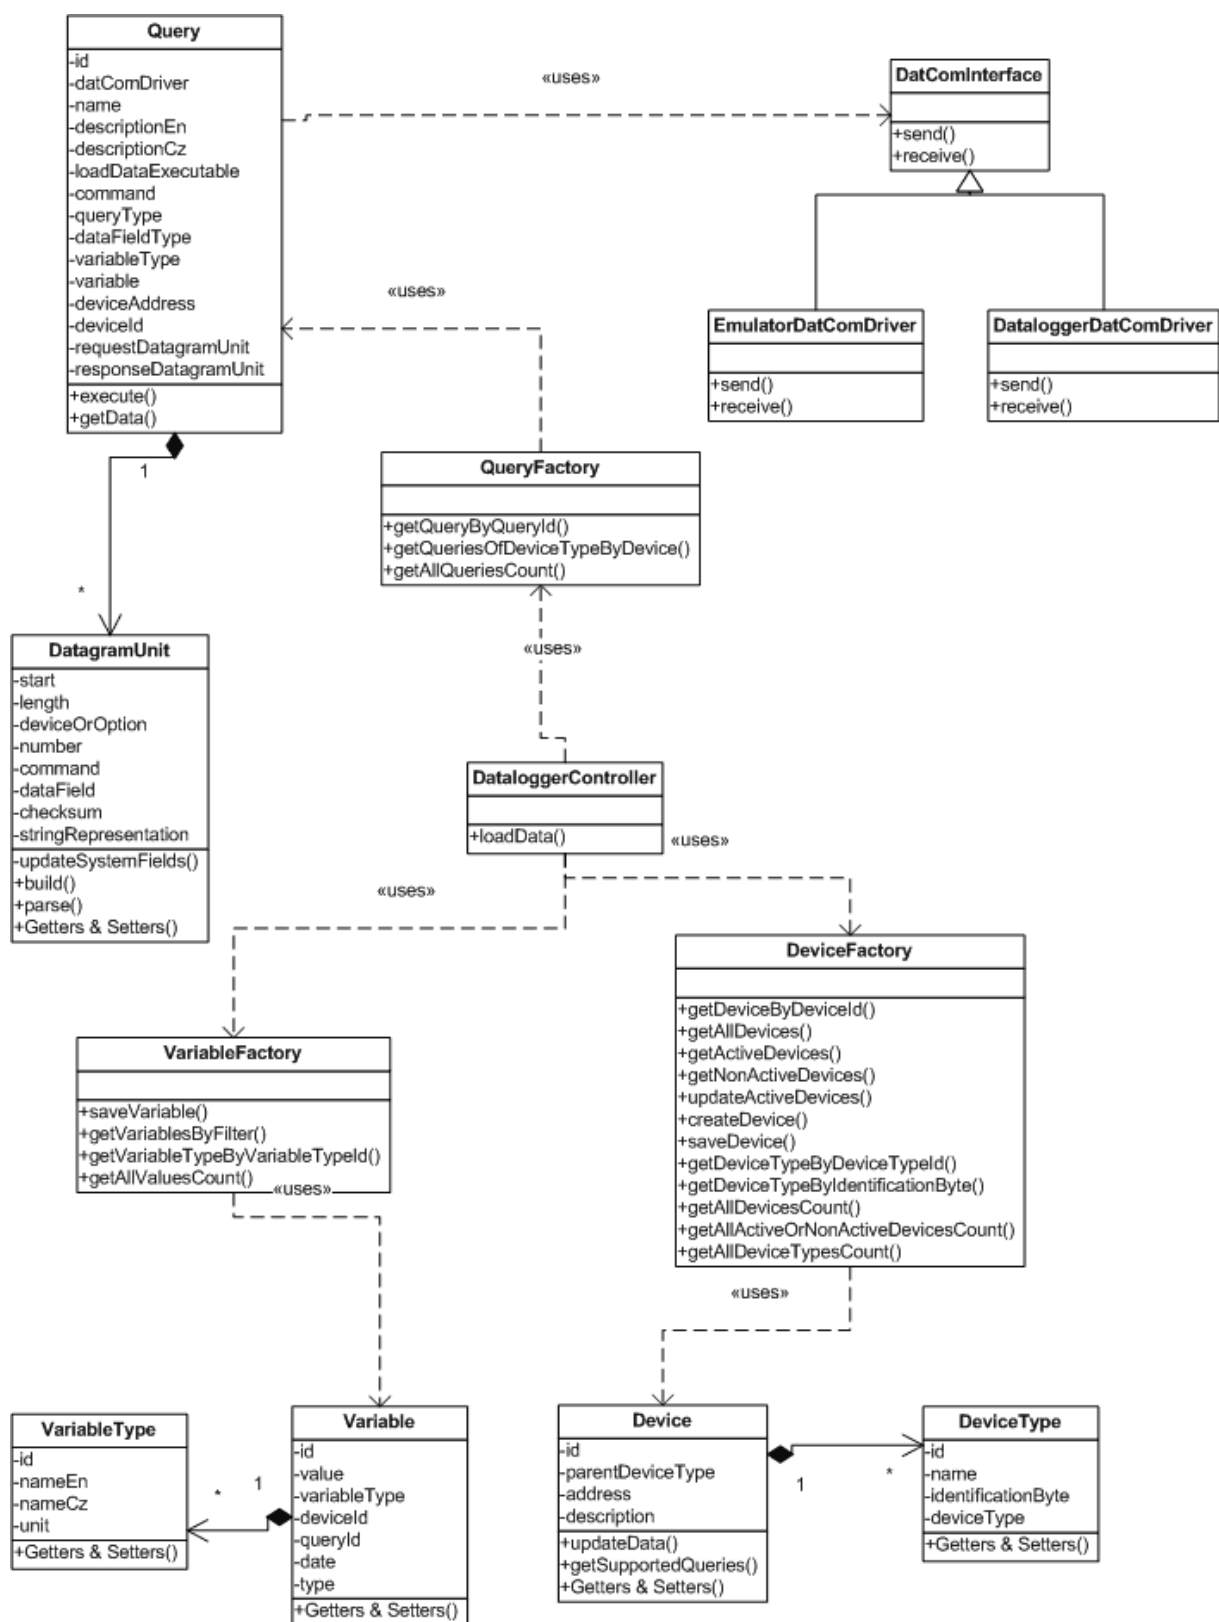 Query
-id
-datComDriver
-name
-descriptionEn
-descriptionCz
-loadDataExecutable
-command
-queryType
-dataFieldType
-variableType
-variable
-deviceAddress
-deviceId
-requestDatagramUnit
-responseDatagramUnit
+execute()
+getData()
«uses»
DatComInterface
+send()
+receive()
EmulatorDatComDriver
+send()
+receive()
DataloggerDatComDriver
+send()
+receive()
«uses»
1
*
QueryFactory
+getQueryByQueryId()
+getQueriesOfDeviceTypeByDevice()
+getAllQueriesCount()
DatagramUnit
-start
-length
-deviceOrOption
-number
-command
-dataField
-checksum
-stringRepresentation
-updateSystemFields()
+build()
+parse()
+Getters & Setters()
«uses»
DataloggerController
+loadData()
«uses»
«uses»
DeviceFactory
+getDeviceByDeviceId()
+getAllDevices()
+getActiveDevices()
+getNonActiveDevices()
+updateActiveDevices()
+createDevice()
+saveDevice()
+getDeviceTypeByDeviceTypeId()
+getDeviceTypeByIdentificationByte()
+getAllDevicesCount()
+getAllActiveOrNonActiveDevicesCount()
+getAllDeviceTypesCount()
VariableFactory
+saveVariable()
+getVariablesByFilter()
+getVariableTypeByVariableTypeId()
+getAllValuesCount()
«uses»
«uses»
VariableType
-id
-nameEn
-nameCz
-unit
+Getters & Setters()
*
1
Variable
-id
-value
-variableType
-deviceId
-queryId
-date
-type
+Getters & Setters()
Device
-id
-parentDeviceType
-address
-description
+updateData()
+getSupportedQueries()
+Getters & Setters()
1
*
DeviceType
-id
-name
-identificationByte
-deviceType
+Getters & Setters()